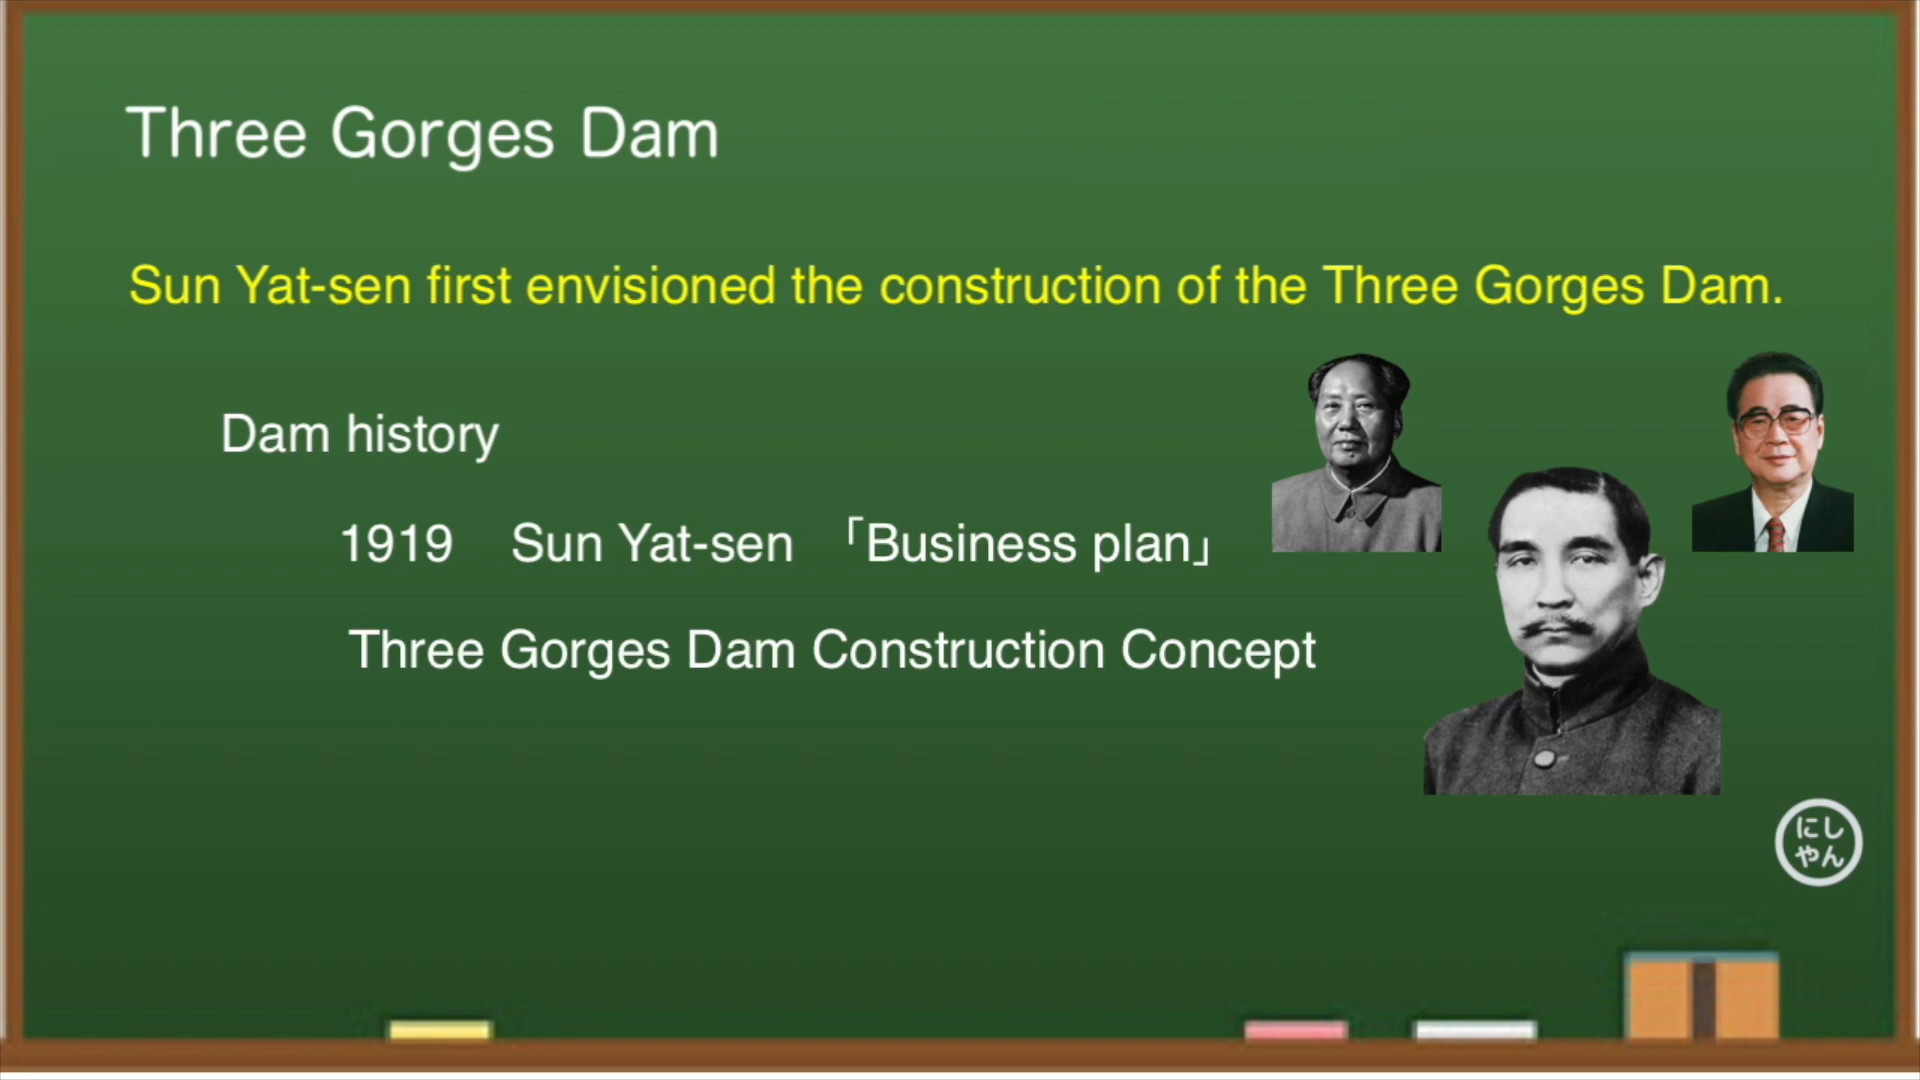 Three Gorges Dam
Sun Yat-sen first envisioned the construction of the Three Gorges Dam.
Dam history
1919　Sun Yat-sen　「Business plan」
Three Gorges Dam Construction Concept
にし
やん